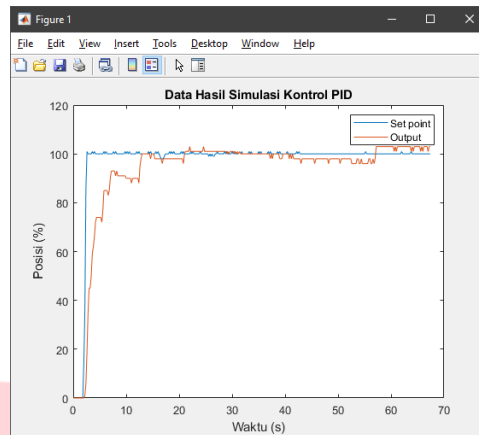 Figure 1
File Edit View Insert Tools Desktop Window Help
Data Hasil Simulasi Kontrol PID
Set point
Output
120
100
80
60
40
20
0
Posisi (%)
0 10 20 30 40 50 60 70
Waktu (s)